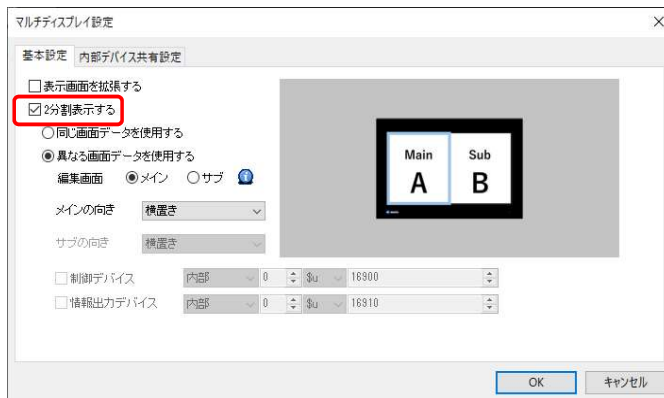 マルチディスプレイ設定
基本設定 内部デバイス共有設定
表示画面を拡張する
2分割表示する
同じ画面データを使用する
異なる画面データを使用する
編集画面 メイン サブ
メインの向き 横置き
サブの向き 横置き
制御デバイス 内部 0 $u 16900
情報出力デバイス 内部 0 $u 16910
Main Sub
A B
OK キャンセル